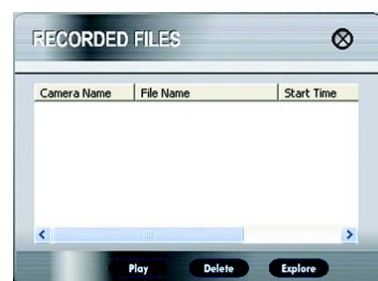 RECORDED FILES
Camera Name File Name Start Time
Play Delete Explore